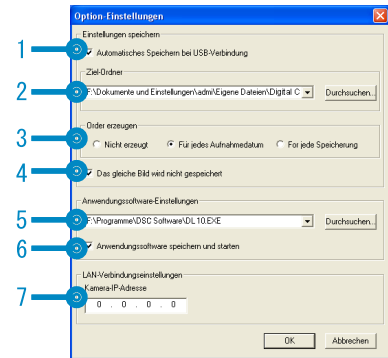 Option-Einstellungen
Einstellungen speichern
1
Automatisches Speichern bei USB-Verbindung
Ziel-Ordner
2
F:\Dokumente und Einstellungen\admi\Eigene Dateien\Digital C
Durchsuchen...
Order erzeugen
3
Nicht erzeugt
Für jedes Aufnahmedatum
For jede Speicherung
4
Das gleiche Bild wird nicht gespeichert
Anwendungssoftware-Einstellungen
5
F:\Programme\DSC Software\DL 10.EXE
Durchsuchen...
6
Anwendungssoftware speichern und starten
LAN-Verbindungseinstellungen
Kamera-IP-Adresse
7
0 . 0 . 0 . 0
OK
Abbrechen